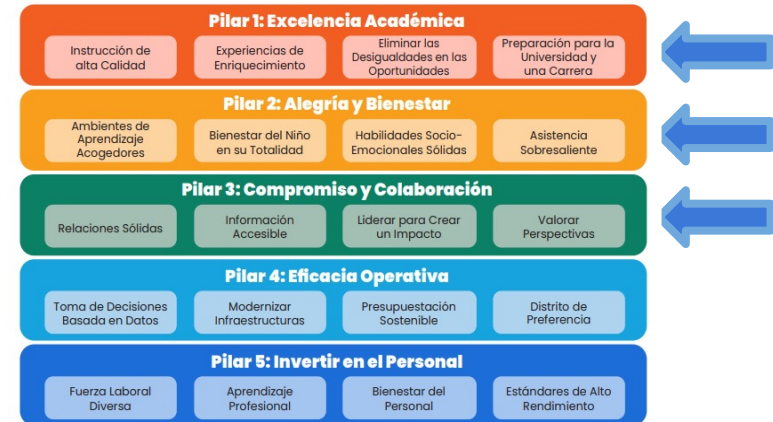 Pilar 1: Excelencia Académica
Instrucción de
alta Calidad
Experiencias de
Enriquecimiento
Eliminar las
Desigualdades en las
Oportunidades
Preparación para la
Universidad y
una Carrera
Pilar 2: Alegría y Bienestar
Ambientes de
Aprendizaje
Acogedores
Bienestar del Niño
en su Totalidad
Habilidades Socio-
Emocionales Sólidas
Asistencia
Sobresaliente
Pilar 3: Compromiso y Colaboración
Relaciones Sólidas
Información
Accesible
Liderar para Crear
un Impacto
Valorar
Perspectivas
Pilar 4: Eficacia Operativa
Toma de Decisiones
Basada en Datos
Modernizar
Infraestructuras
Presupuestación
Sostenible
Distrito de
Preferencia
Pilar 5: Invertir en el Personal
Fuerza Laboral
Diversa
Aprendizaje
Profesional
Bienestar del
Personal
Estándares de Alto
Rendimiento